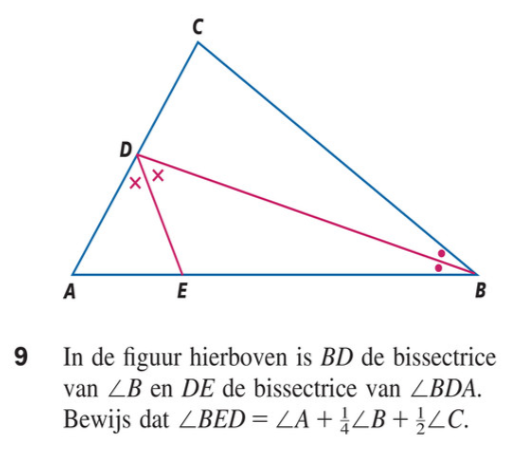 C
D
× ×
A
E
B
9 In de figuur hierboven is BD de bissectrice
van ∠B en DE de bissectrice van ∠BDA.
Bewijs dat ∠BED = ∠A + ¼∠B + ½∠C.